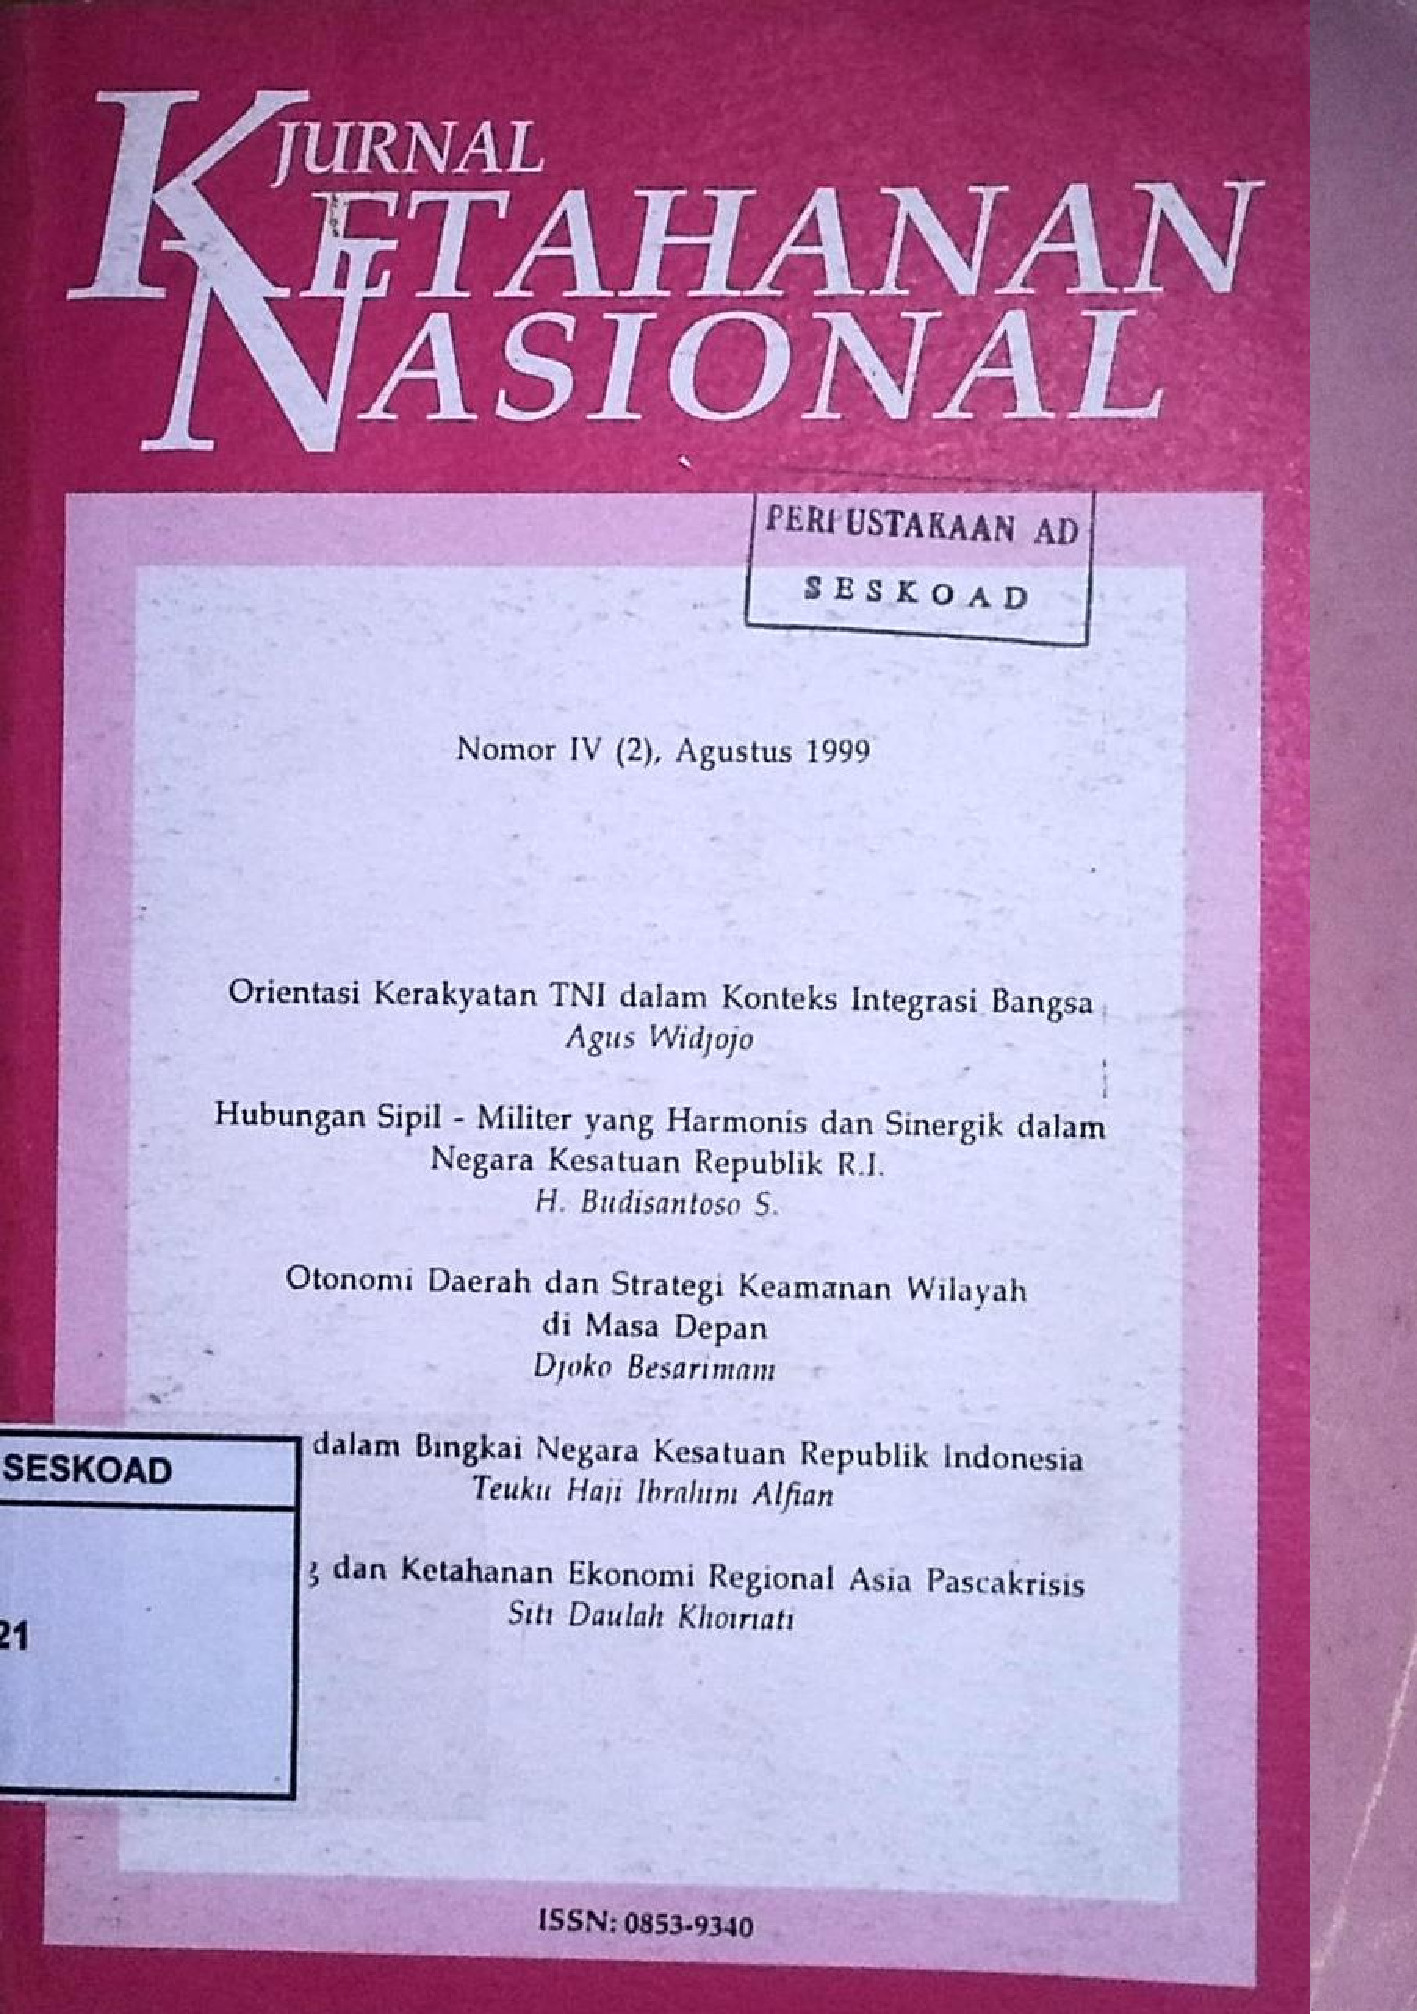 JURNAL
KETAHANAN
NASIONAL
PERPUSTAKAAN AD
SESKOAD
Nomor IV (2), Agustus 1999
Orientasi Kerakyatan TNI dalam Konteks Integrasi Bangsa
Agus Widjojo
Hubungan Sipil - Militer yang Harmonis dan Sinergik dalam
Negara Kesatuan Republik R.I.
H. Budisantoso S.
Otonomi Daerah dan Strategi Keamanan Wilayah
di Masa Depan
Djoko Besarimam
dalam Bingkai Negara Kesatuan Republik Indonesia
Teuku Haji Ibrahim Alfian
dan Ketahanan Ekonomi Regional Asia Pascakrisis
Siti Daulah Khoiriati
SESKOAD
21
ISSN: 0853-9340